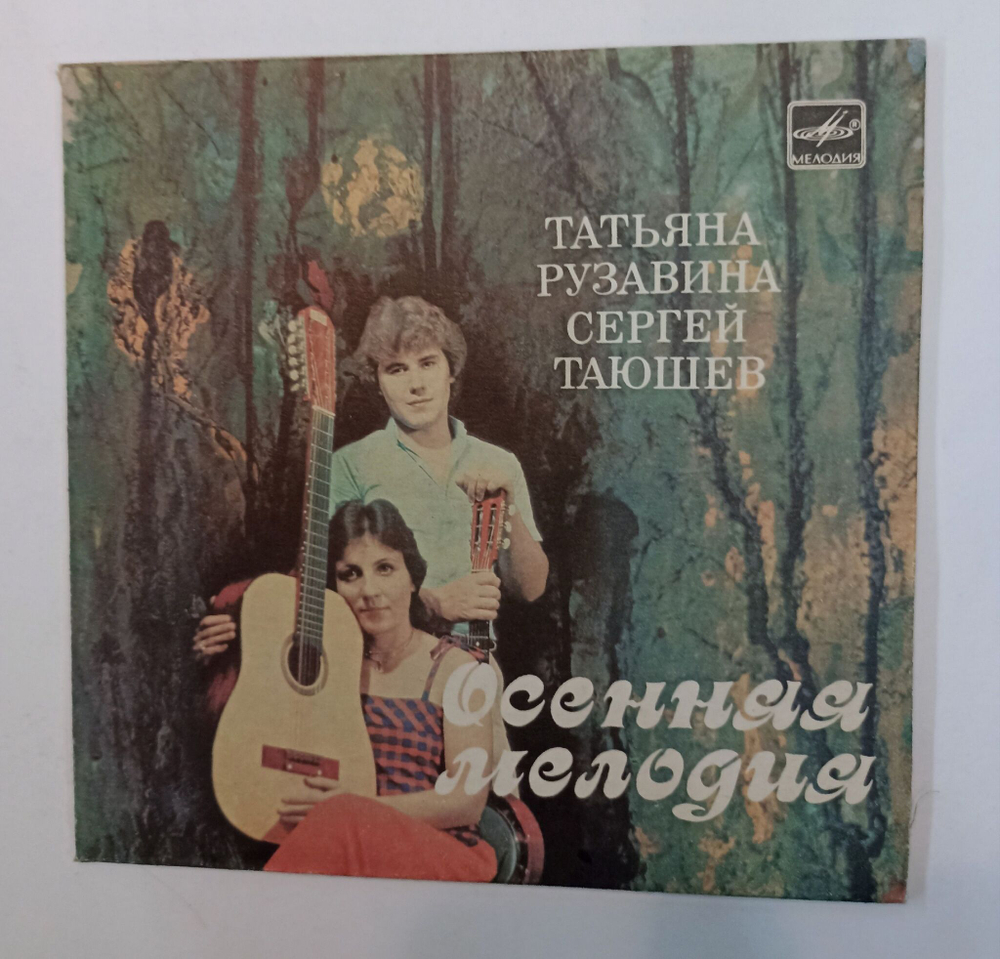 МЕЛОДИЯ
ТАТЬЯНА
РУЗАВИНА
СЕРГЕЙ
ТАЮШЕВ
Осенняя
мелодия